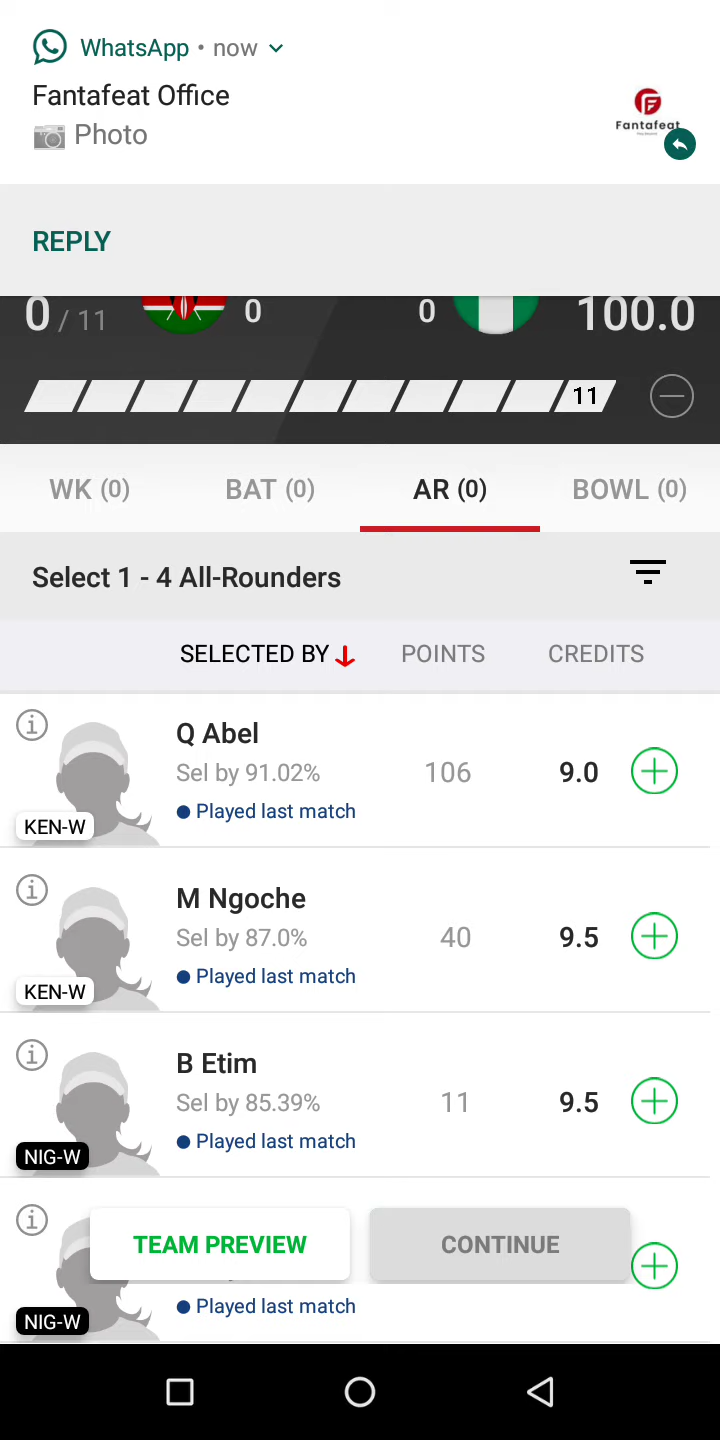 WhatsApp • now
Fantafeat Office
Photo
Fantafeat
REPLY
0 / 11 0 0 100.0
11
WK (0) BAT (0) AR (0) BOWL (0)
Select 1 - 4 All-Rounders
SELECTED BY POINTS CREDITS
Q Abel
Sel by 91.02% 106 9.0
Played last match
KEN-W
M Ngoche
Sel by 87.0% 40 9.5
Played last match
KEN-W
B Etim
Sel by 85.39% 11 9.5
Played last match
NIG-W
TEAM PREVIEW CONTINUE
Played last match
NIG-W